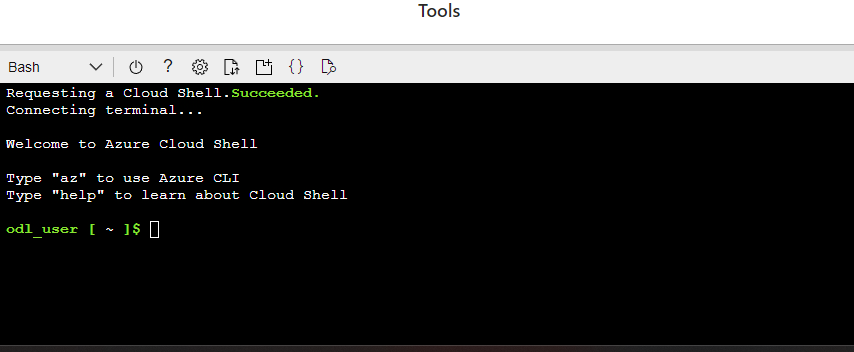 Tools
Bash
Requesting a Cloud Shell.Succeeded.
Connecting terminal...
Welcome to Azure Cloud Shell
Type "az" to use Azure CLI
Type "help" to learn about Cloud Shell
odl_user [ ~ ]$